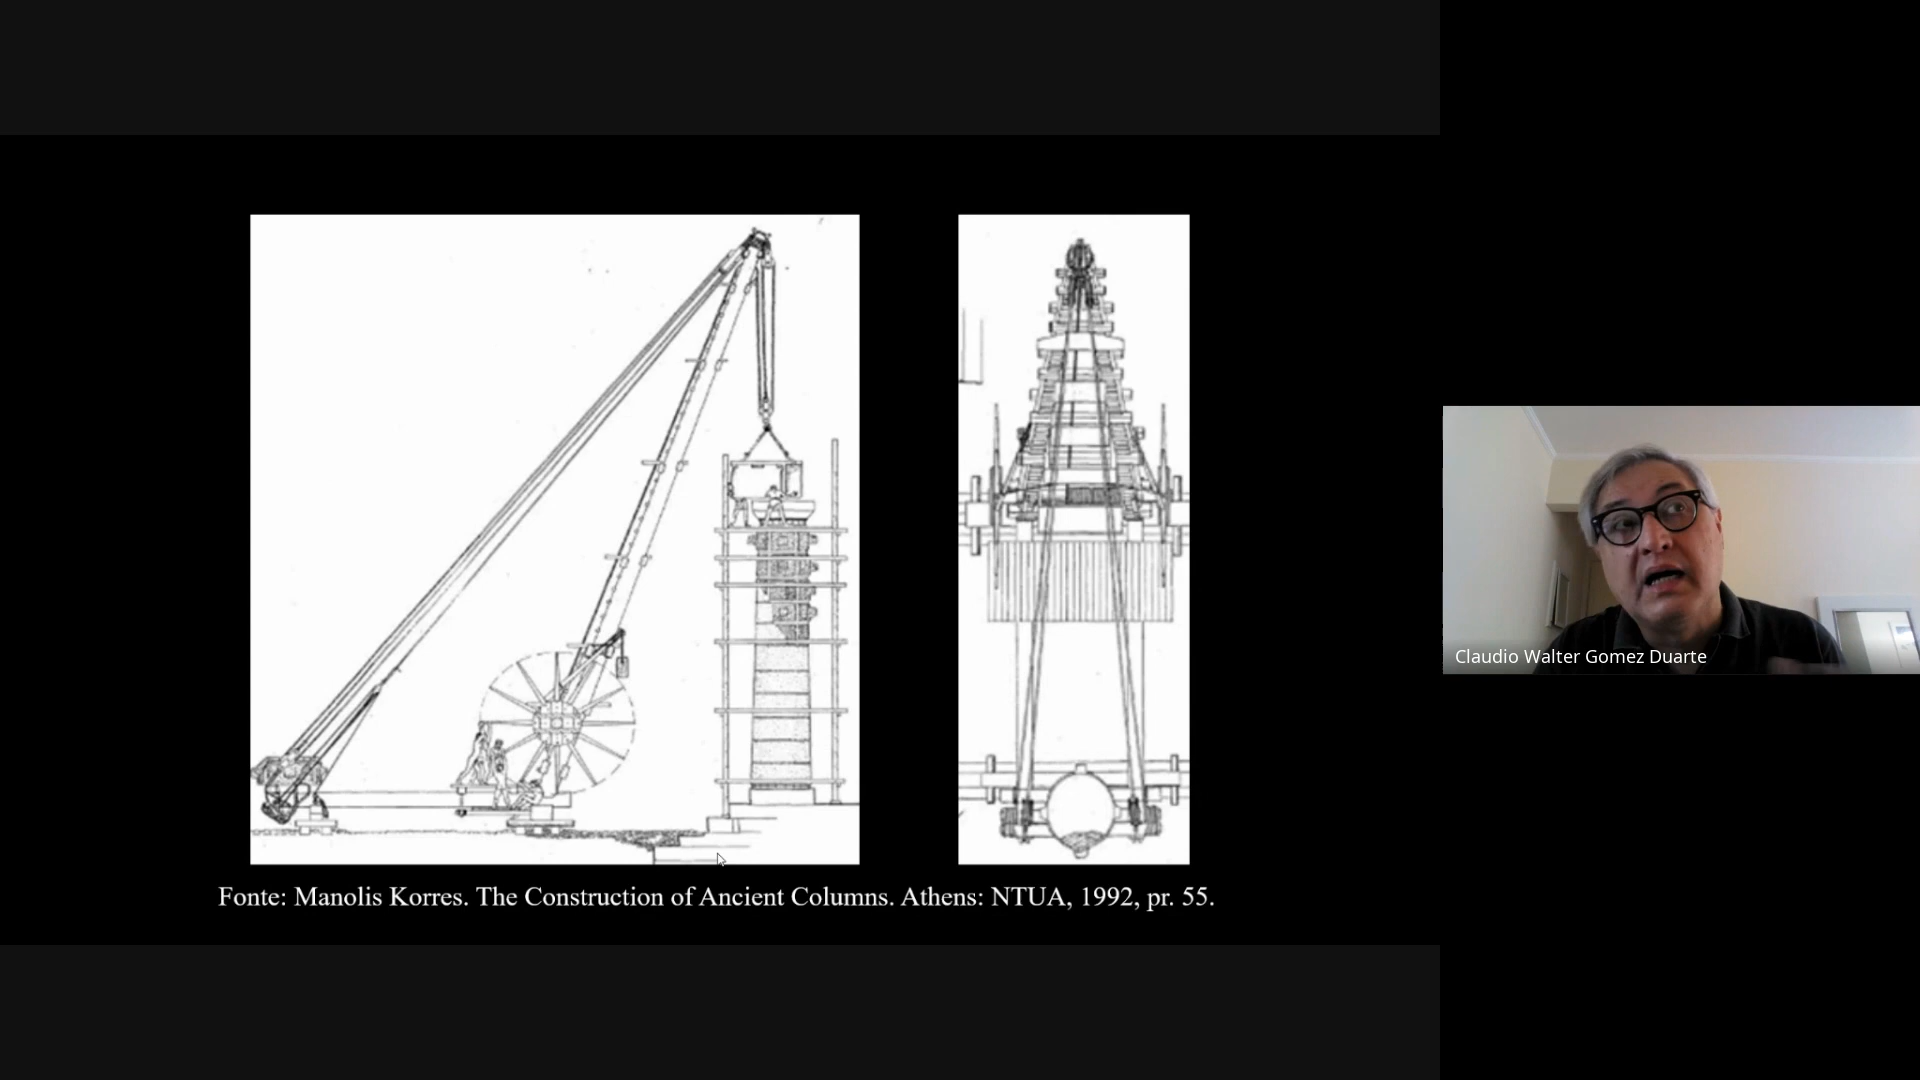 Fonte: Manolis Korres. The Construction of Ancient Columns. Athens: NTUA, 1992, pr. 55.
Claudio Walter Gomez Duarte